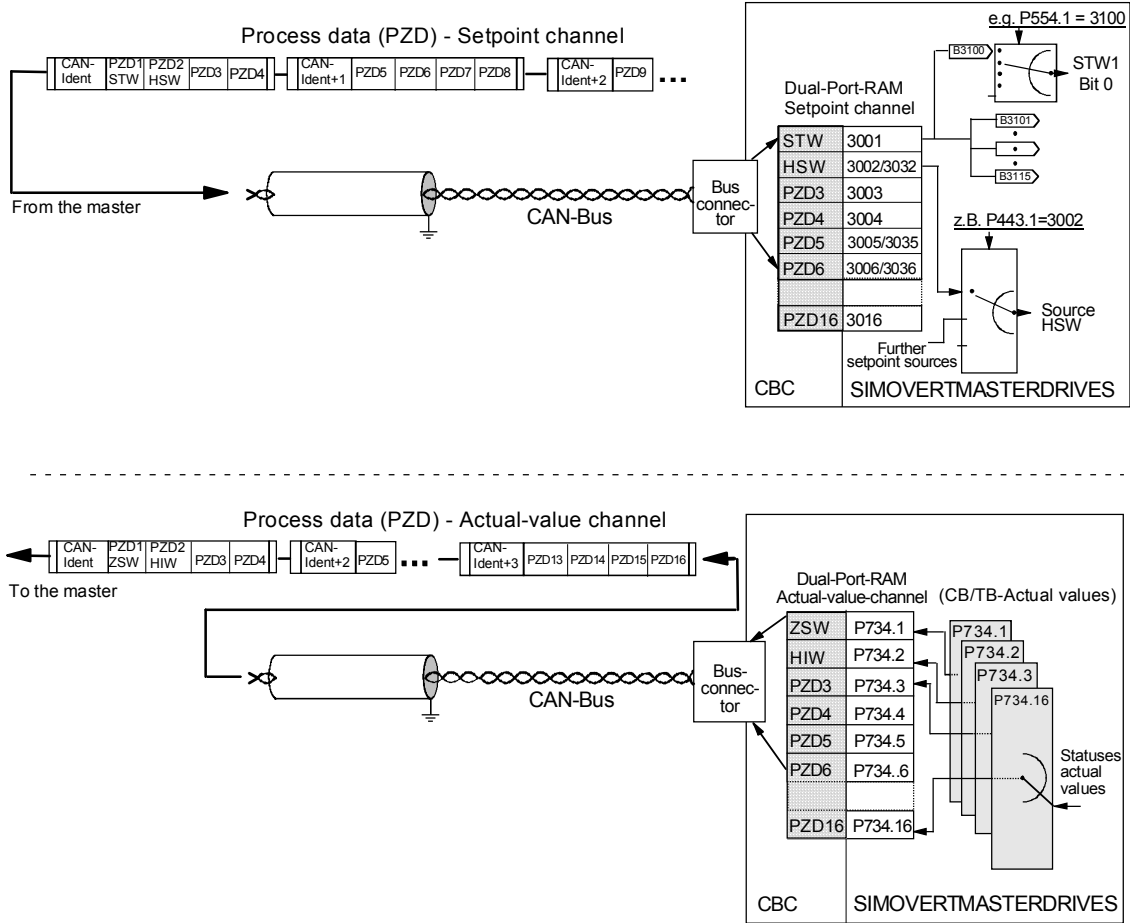 Process data (PZD) - Setpoint channel
CAN-Ident PZD1 STW PZD2 HSW PZD3 PZD4 CAN-Ident+1 PZD5 PZD6 PZD7 PZD8 CAN-Ident+2 PZD9
From the master
CAN-Bus
Bus
connec-
tor
Dual-Port-RAM
Setpoint channel
STW 3001
HSW 3002/3032
PZD3 3003
PZD4 3004
PZD5 3005/3035
PZD6 3006/3036
PZD16 3016
e.g. P554.1 = 3100
B3100
STW1
Bit 0
B3101
B3115
z.B. P443.1=3002
Source
HSW
Further
setpoint sources
CBC
SIMOVERTMASTERDRIVES
Process data (PZD) - Actual-value channel
CAN-Ident PZD1 ZSW PZD2 HIW PZD3 PZD4 CAN-Ident+2 PZD5 CAN-Ident+3 PZD13 PZD14 PZD15 PZD16
To the master
CAN-Bus
Bus-
connec-
tor
Dual-Port-RAM
Actual-value-channel
(CB/TB-Actual values)
ZSW P734.1
HIW P734.2
PZD3 P734.3
PZD4 P734.4
PZD5 P734.5
PZD6 P734..6
PZD16 P734.16
P734.1
P734.2
P734.3
P734.16
Statuses
actual
values
CBC
SIMOVERTMASTERDRIVES